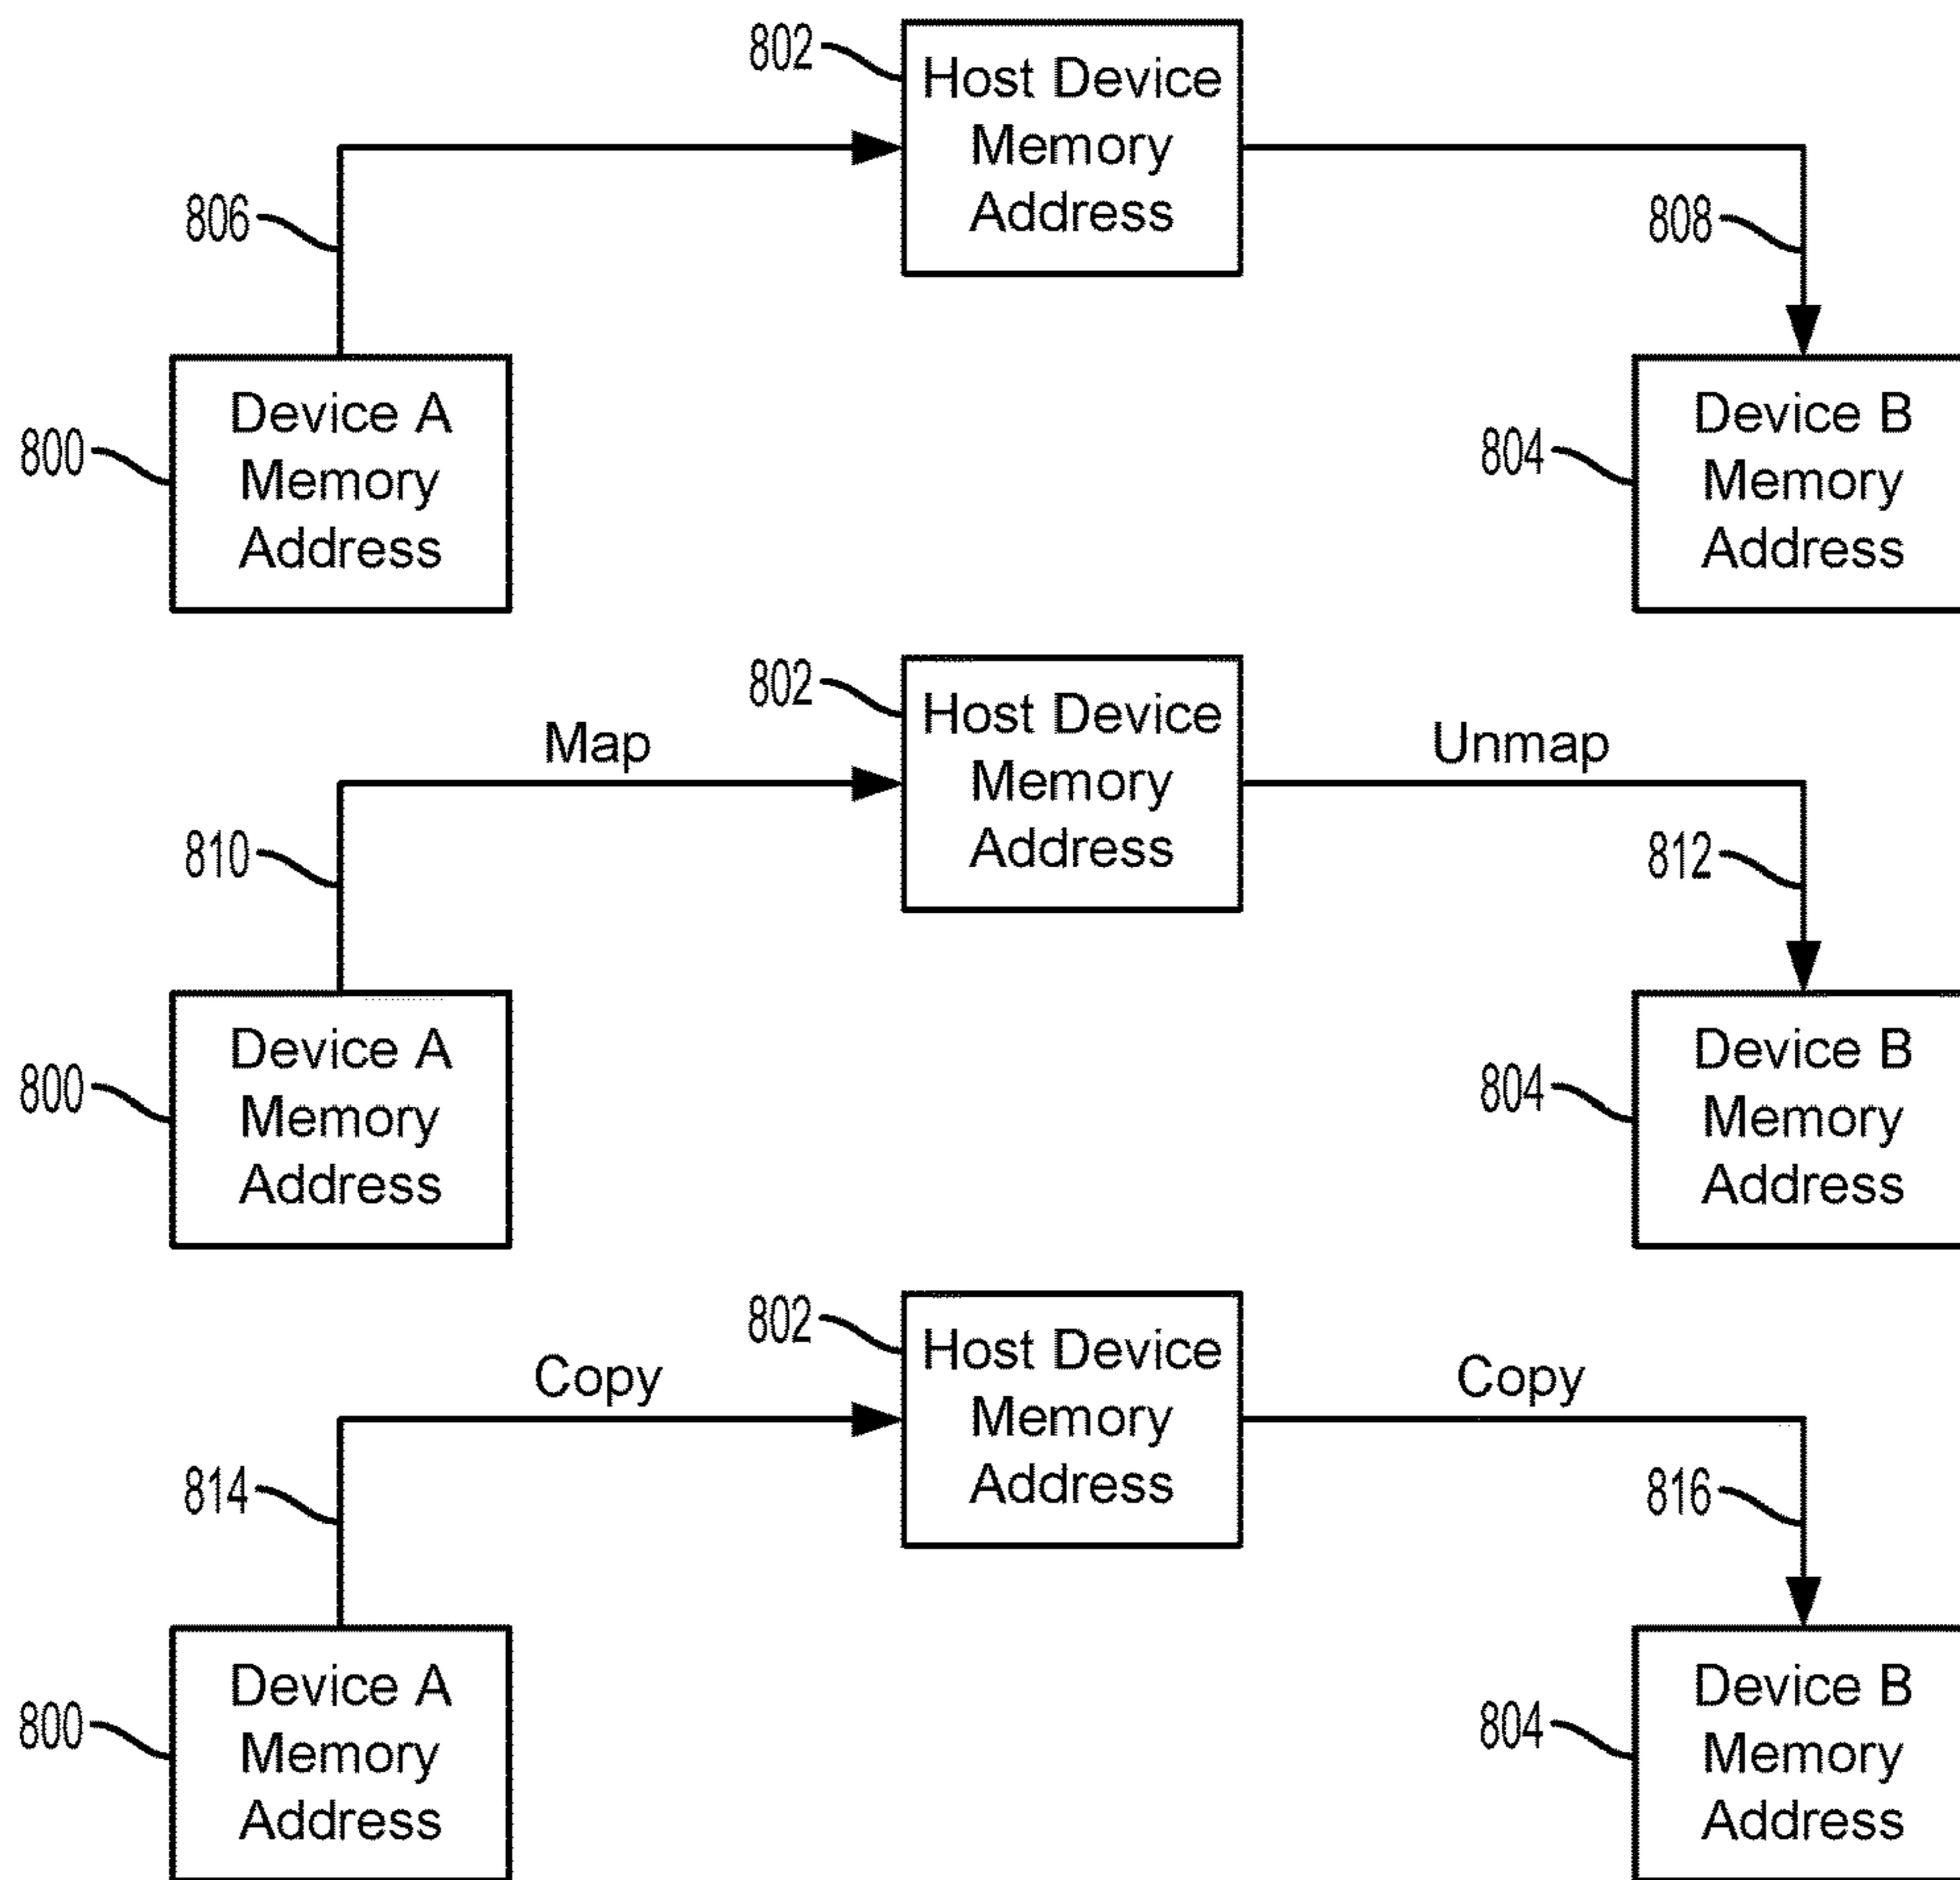 802
Host Device
Memory
Address
806
808
800
Device A
Memory
Address
804
Device B
Memory
Address
802
Host Device
Memory
Address
Map
Unmap
810
812
800
Device A
Memory
Address
804
Device B
Memory
Address
802
Host Device
Memory
Address
Copy
Copy
814
816
800
Device A
Memory
Address
804
Device B
Memory
Address